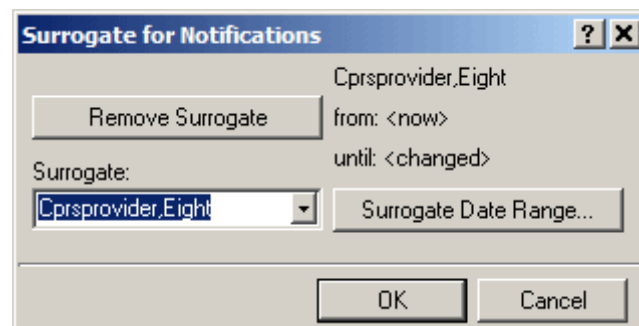 Surrogate for Notifications
Cprsprovider,Eight
Remove Surrogate
from: <now>
until: <changed>
Surrogate:
Cprsprovider,Eight
Surrogate Date Range...
OK
Cancel